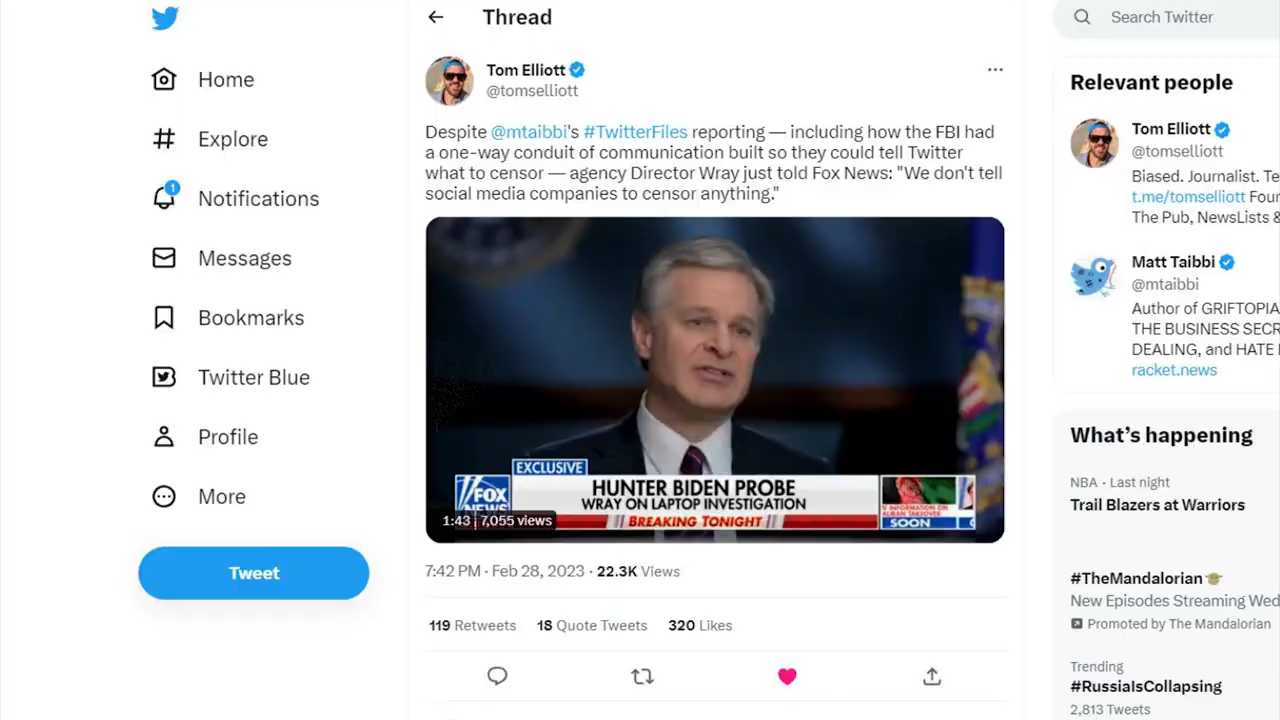 Thread
Search Twitter
Home
Explore
1
Notifications
Messages
Bookmarks
Twitter Blue
Profile
More
Tweet
Tom Elliott
@tomselliott
Despite @mtaibbi's #TwitterFiles reporting — including how the FBI had
a one-way conduit of communication built so they could tell Twitter
what to censor — agency Director Wray just told Fox News: "We don't tell
social media companies to censor anything."
EXCLUSIVE
FOX
NEWS
HUNTER BIDEN PROBE
WRAY ON LAPTOP INVESTIGATION
BREAKING TONIGHT
SOON
1:43 | 7,055 views
7:42 PM · Feb 28, 2023 · 22.3K Views
119 Retweets 18 Quote Tweets 320 Likes
Relevant people
Tom Elliott
@tomselliott
Biased. Journalist. Te
t.me/tomselliott Four
The Pub, NewsLists &
Matt Taibbi
@mtaibbi
Author of GRIFTOPIA
THE BUSINESS SECR
DEALING, and HATE
racket.news
What's happening
NBA · Last night
Trail Blazers at Warriors
#TheMandalorian
New Episodes Streaming Wed
Promoted by The Mandalorian
Trending
#RussiaIsCollapsing
2,813 Tweets